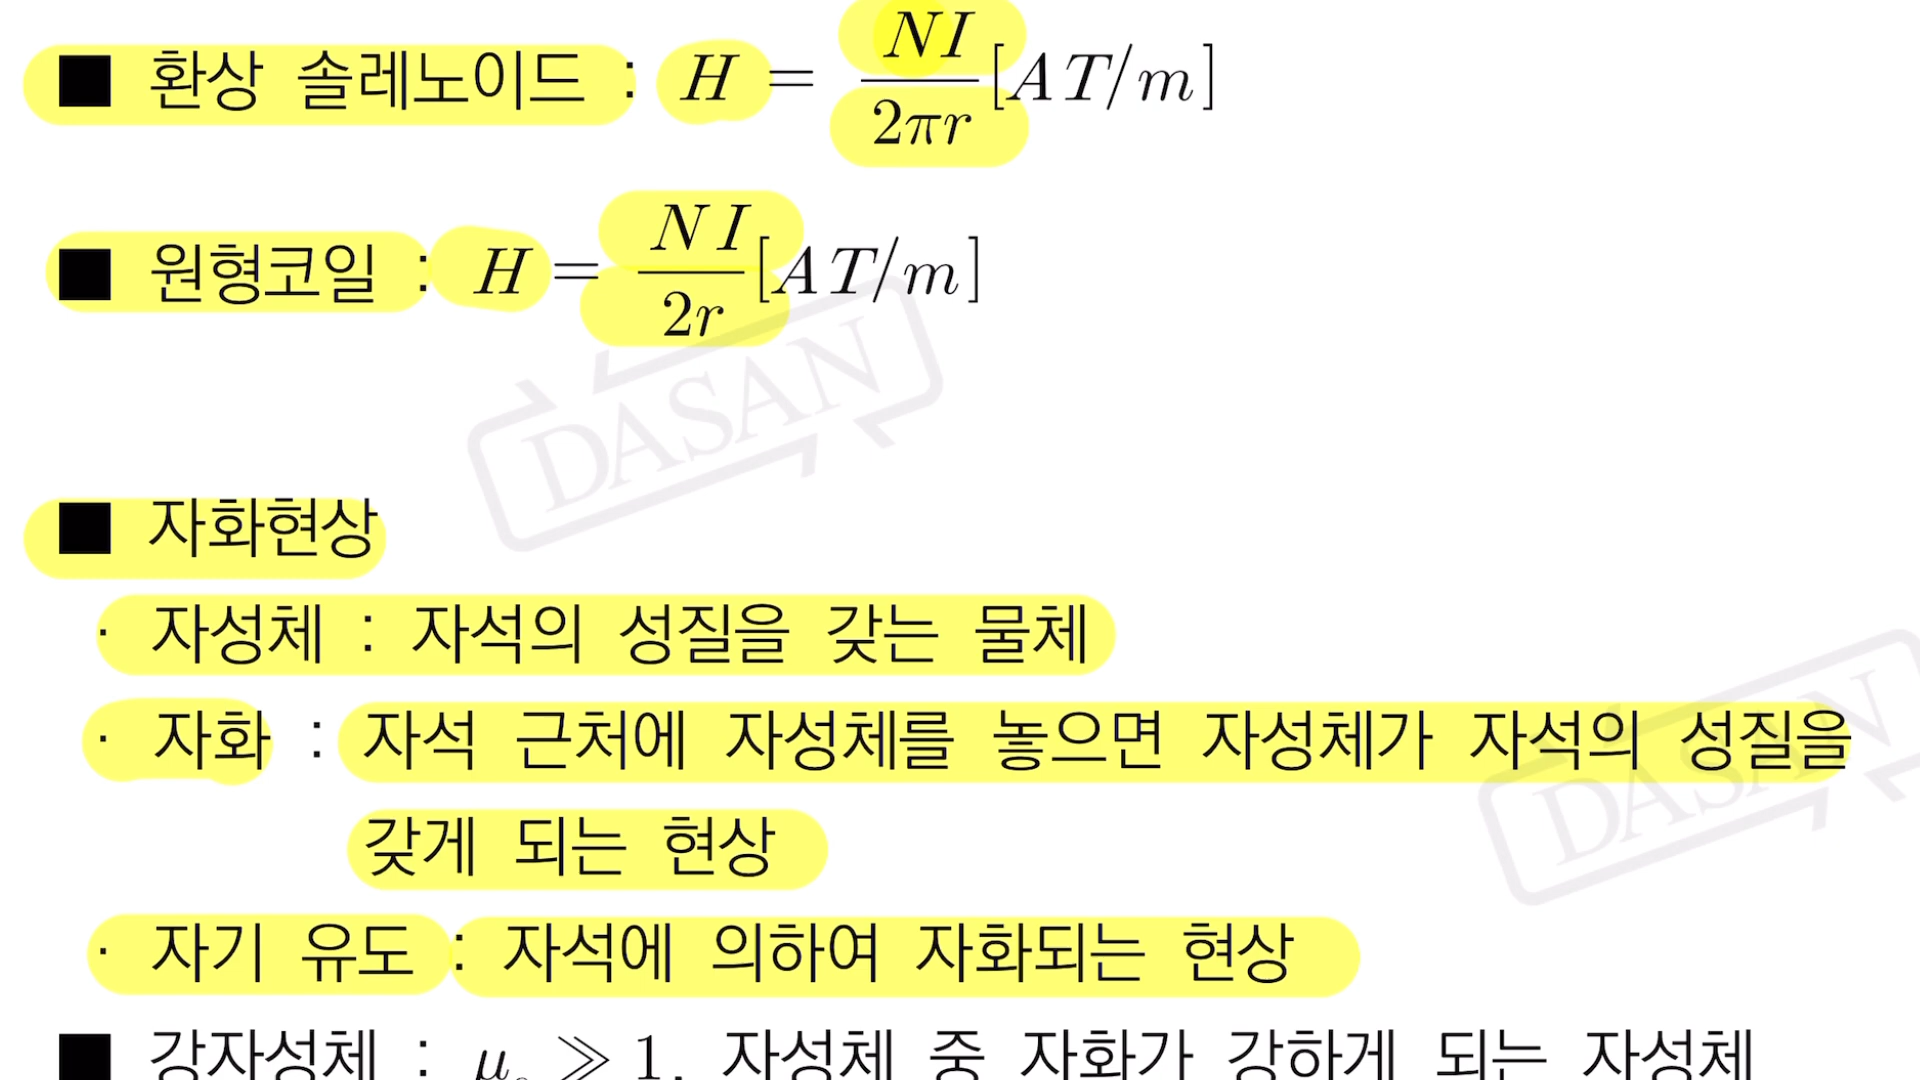 ■ 환상 솔레노이드 : H = NI/2πr [AT/m]
■ 원형코일 : H = NI/2r [AT/m]
DASAN
■ 자화현상
· 자성체 : 자석의 성질을 갖는 물체
· 자화 : 자석 근처에 자성체를 놓으면 자성체가 자석의 성질을
갖게 되는 현상
DASAN
· 자기 유도 : 자석에 의하여 자화되는 현상
■ 강자성체 : μs ≫ 1, 자성체 중 자화가 강하게 되는 자성체